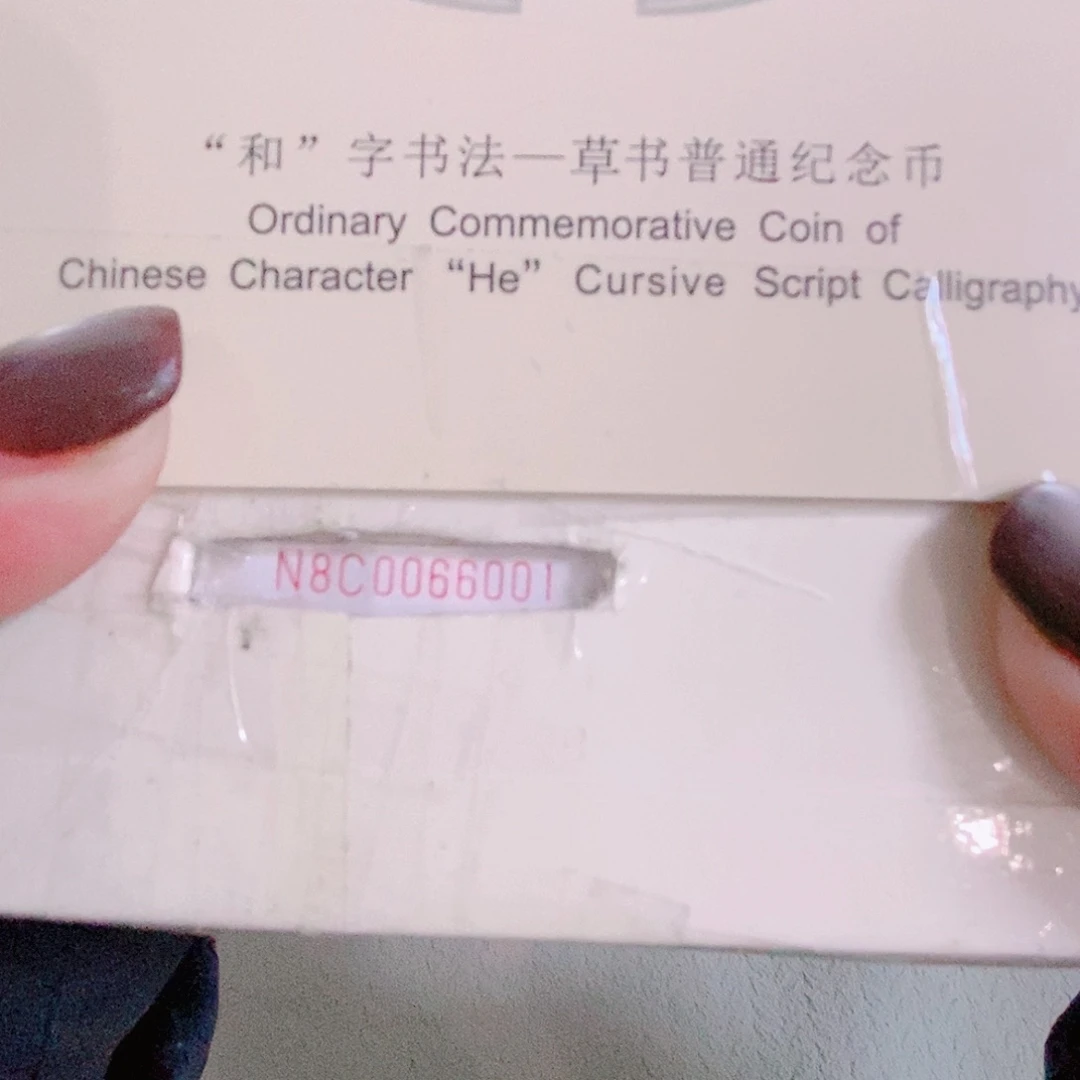 “和”字书法—草书普通纪念币
Ordinary Commemorative Coin of
Chinese Character “He” Cursive Script Calligraphy
N8C0066001